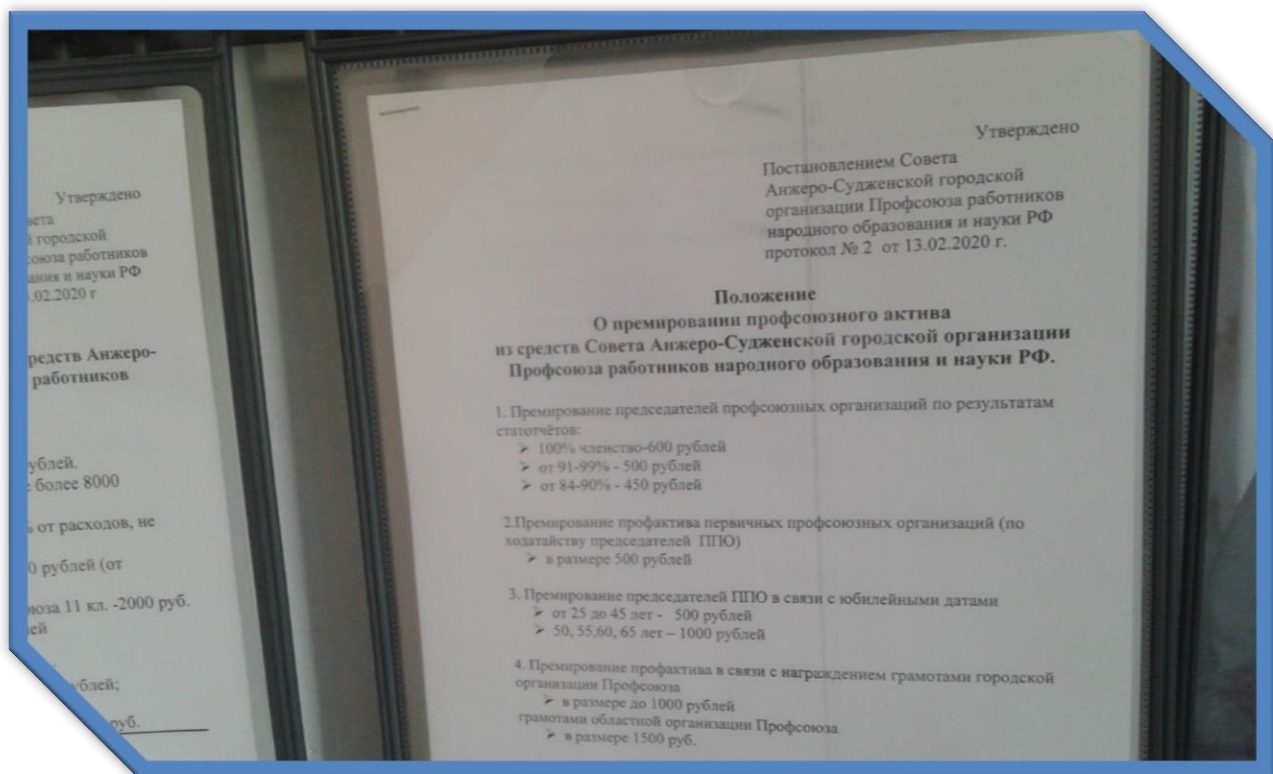 Утверждено
вета
й городской
союза работников
ания и науки РФ
.02.2020 г
редств Анжеро-
работников
ублей.
более 8000
от расходов, не
0 рублей (от
юза 11 кл. -2000 руб.
лей
ублей;
руб.
Утверждено
Постановлением Совета
Анжеро-Судженской городской
организации Профсоюза работников
народного образования и науки РФ
протокол № 2 от 13.02.2020 г.
Положение
О премировании профсоюзного актива
из средств Совета Анжеро-Судженской городской организации
Профсоюза работников народного образования и науки РФ.
1. Премирование председателей профсоюзных организаций по результатам
статотчётов:
➢ 100% членство-600 рублей
➢ от 91-99% - 500 рублей
➢ от 84-90% - 450 рублей
2.Премирование профактива первичных профсоюзных организаций (по
ходатайству председателей ППО)
➢ в размере 500 рублей
3. Премирование председателей ППО в связи с юбилейными датами
➢ от 25 до 45 лет - 500 рублей
➢ 50, 55,60, 65 лет – 1000 рублей
4. Премирование профактива в связи с награждением грамотами городской
организации Профсоюза
➢ в размере до 1000 рублей
грамотами областной организации Профсоюза
➢ в размере 1500 руб.